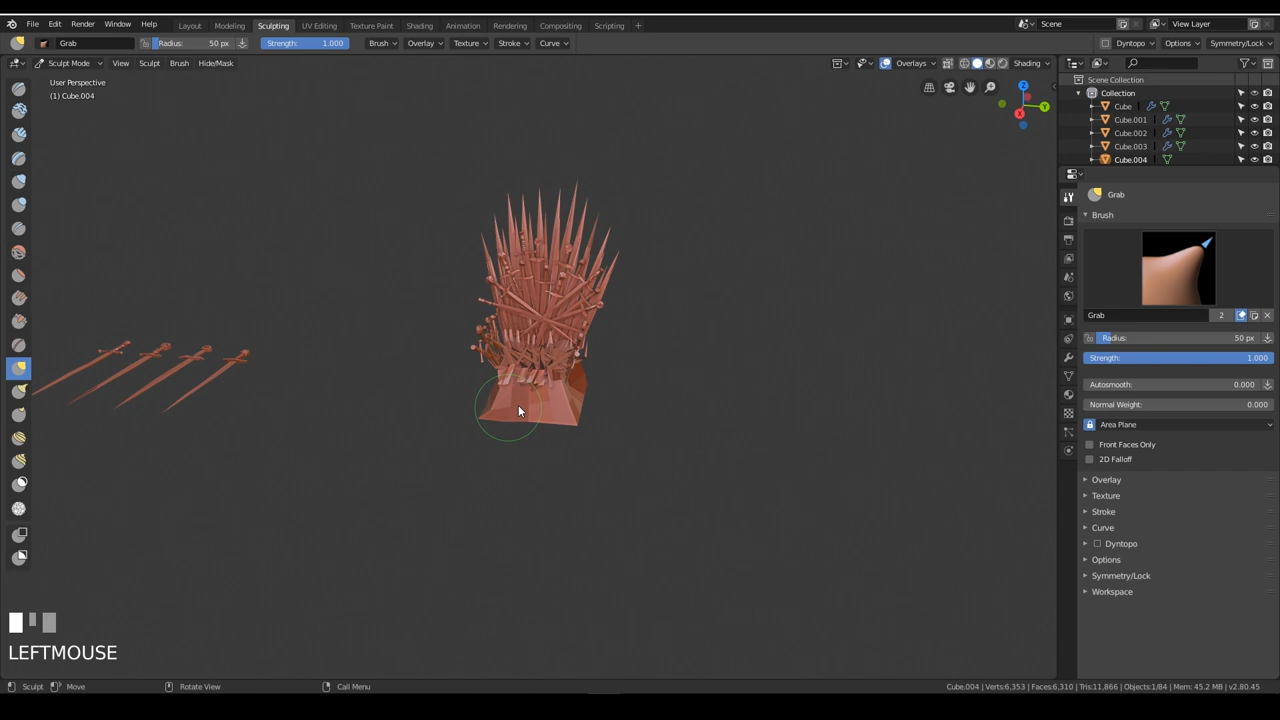 File Edit Render Window Help Layout Modeling Sculpting UV Editing Texture Paint Shading Animation Rendering Compositing Scripting + Scene View Layer
Grab Radius: 50 px Strength: 1.000 Brush Overlay Texture Stroke Curve Dyntopo Options Symmetry/Lock
Sculpt Mode View Sculpt Brush Hide/Mask Overlays Shading
User Perspective
(1) Cube.004
Z
Y
X
Scene Collection
Collection
Cube
Cube.001
Cube.002
Cube.003
Cube.004
Grab
Brush
Grab 2
Radius: 50 px
Strength: 1.000
Autosmooth: 0.000
Normal Weight: 0.000
Area Plane
Front Faces Only
2D Falloff
Overlay
Texture
Stroke
Curve
Dyntopo
Options
Symmetry/Lock
Workspace
LEFTMOUSE
Sculpt Move Rotate View Call Menu Cube.004 | Verts:6,353 | Faces:6,310 | Tris:11,866 | Objects:1/84 | Mem: 45.2 MB | v2.80.45